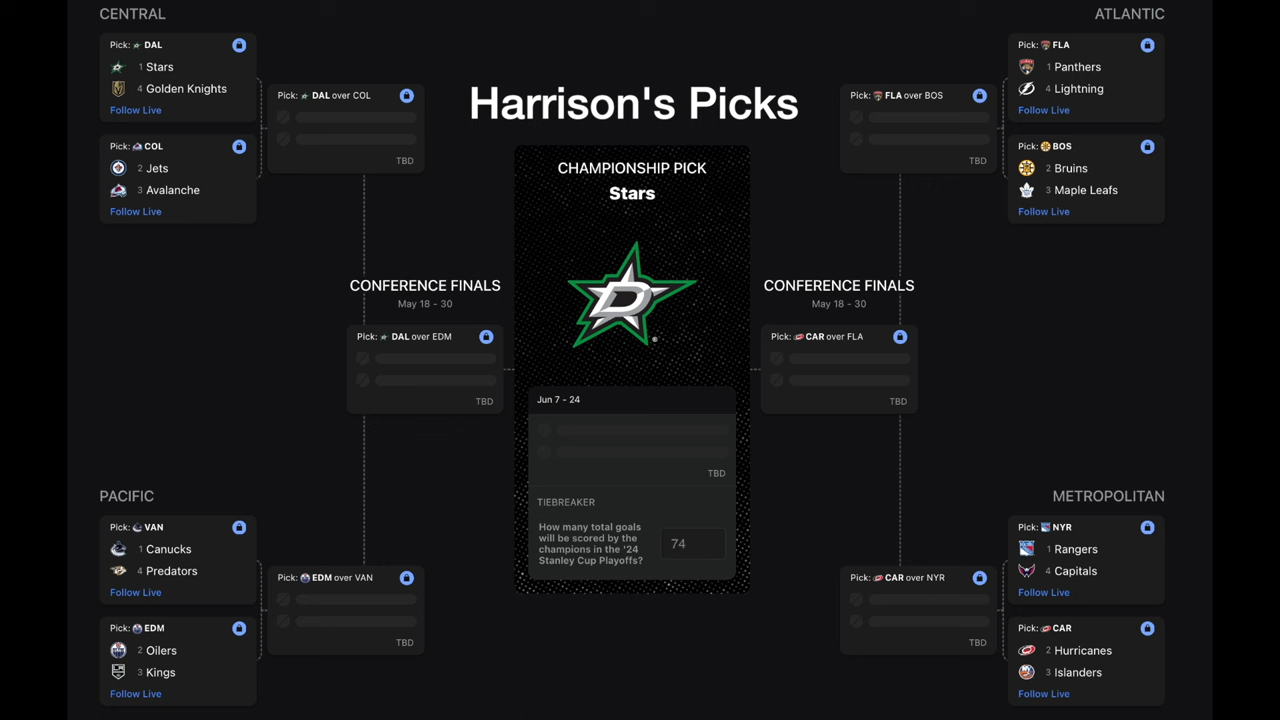 CENTRAL
Pick: DAL
1 Stars
4 Golden Knights
Follow Live
Pick: COL
2 Jets
3 Avalanche
Follow Live
Pick: DAL over COL
TBD
Harrison's Picks
CHAMPIONSHIP PICK
Stars
D
®
Jun 7 - 24
TBD
TIEBREAKER
How many total goals
will be scored by the
champions in the '24
Stanley Cup Playoffs?
74
CONFERENCE FINALS
May 18 - 30
Pick: DAL over EDM
TBD
CONFERENCE FINALS
May 18 - 30
Pick: CAR over FLA
TBD
ATLANTIC
Pick: FLA
1 Panthers
4 Lightning
Follow Live
Pick: BOS
2 Bruins
3 Maple Leafs
Follow Live
Pick: FLA over BOS
TBD
PACIFIC
Pick: VAN
1 Canucks
4 Predators
Follow Live
Pick: EDM
2 Oilers
3 Kings
Follow Live
Pick: EDM over VAN
TBD
METROPOLITAN
Pick: NYR
1 Rangers
4 Capitals
Follow Live
Pick: CAR
2 Hurricanes
3 Islanders
Follow Live
Pick: CAR over NYR
TBD